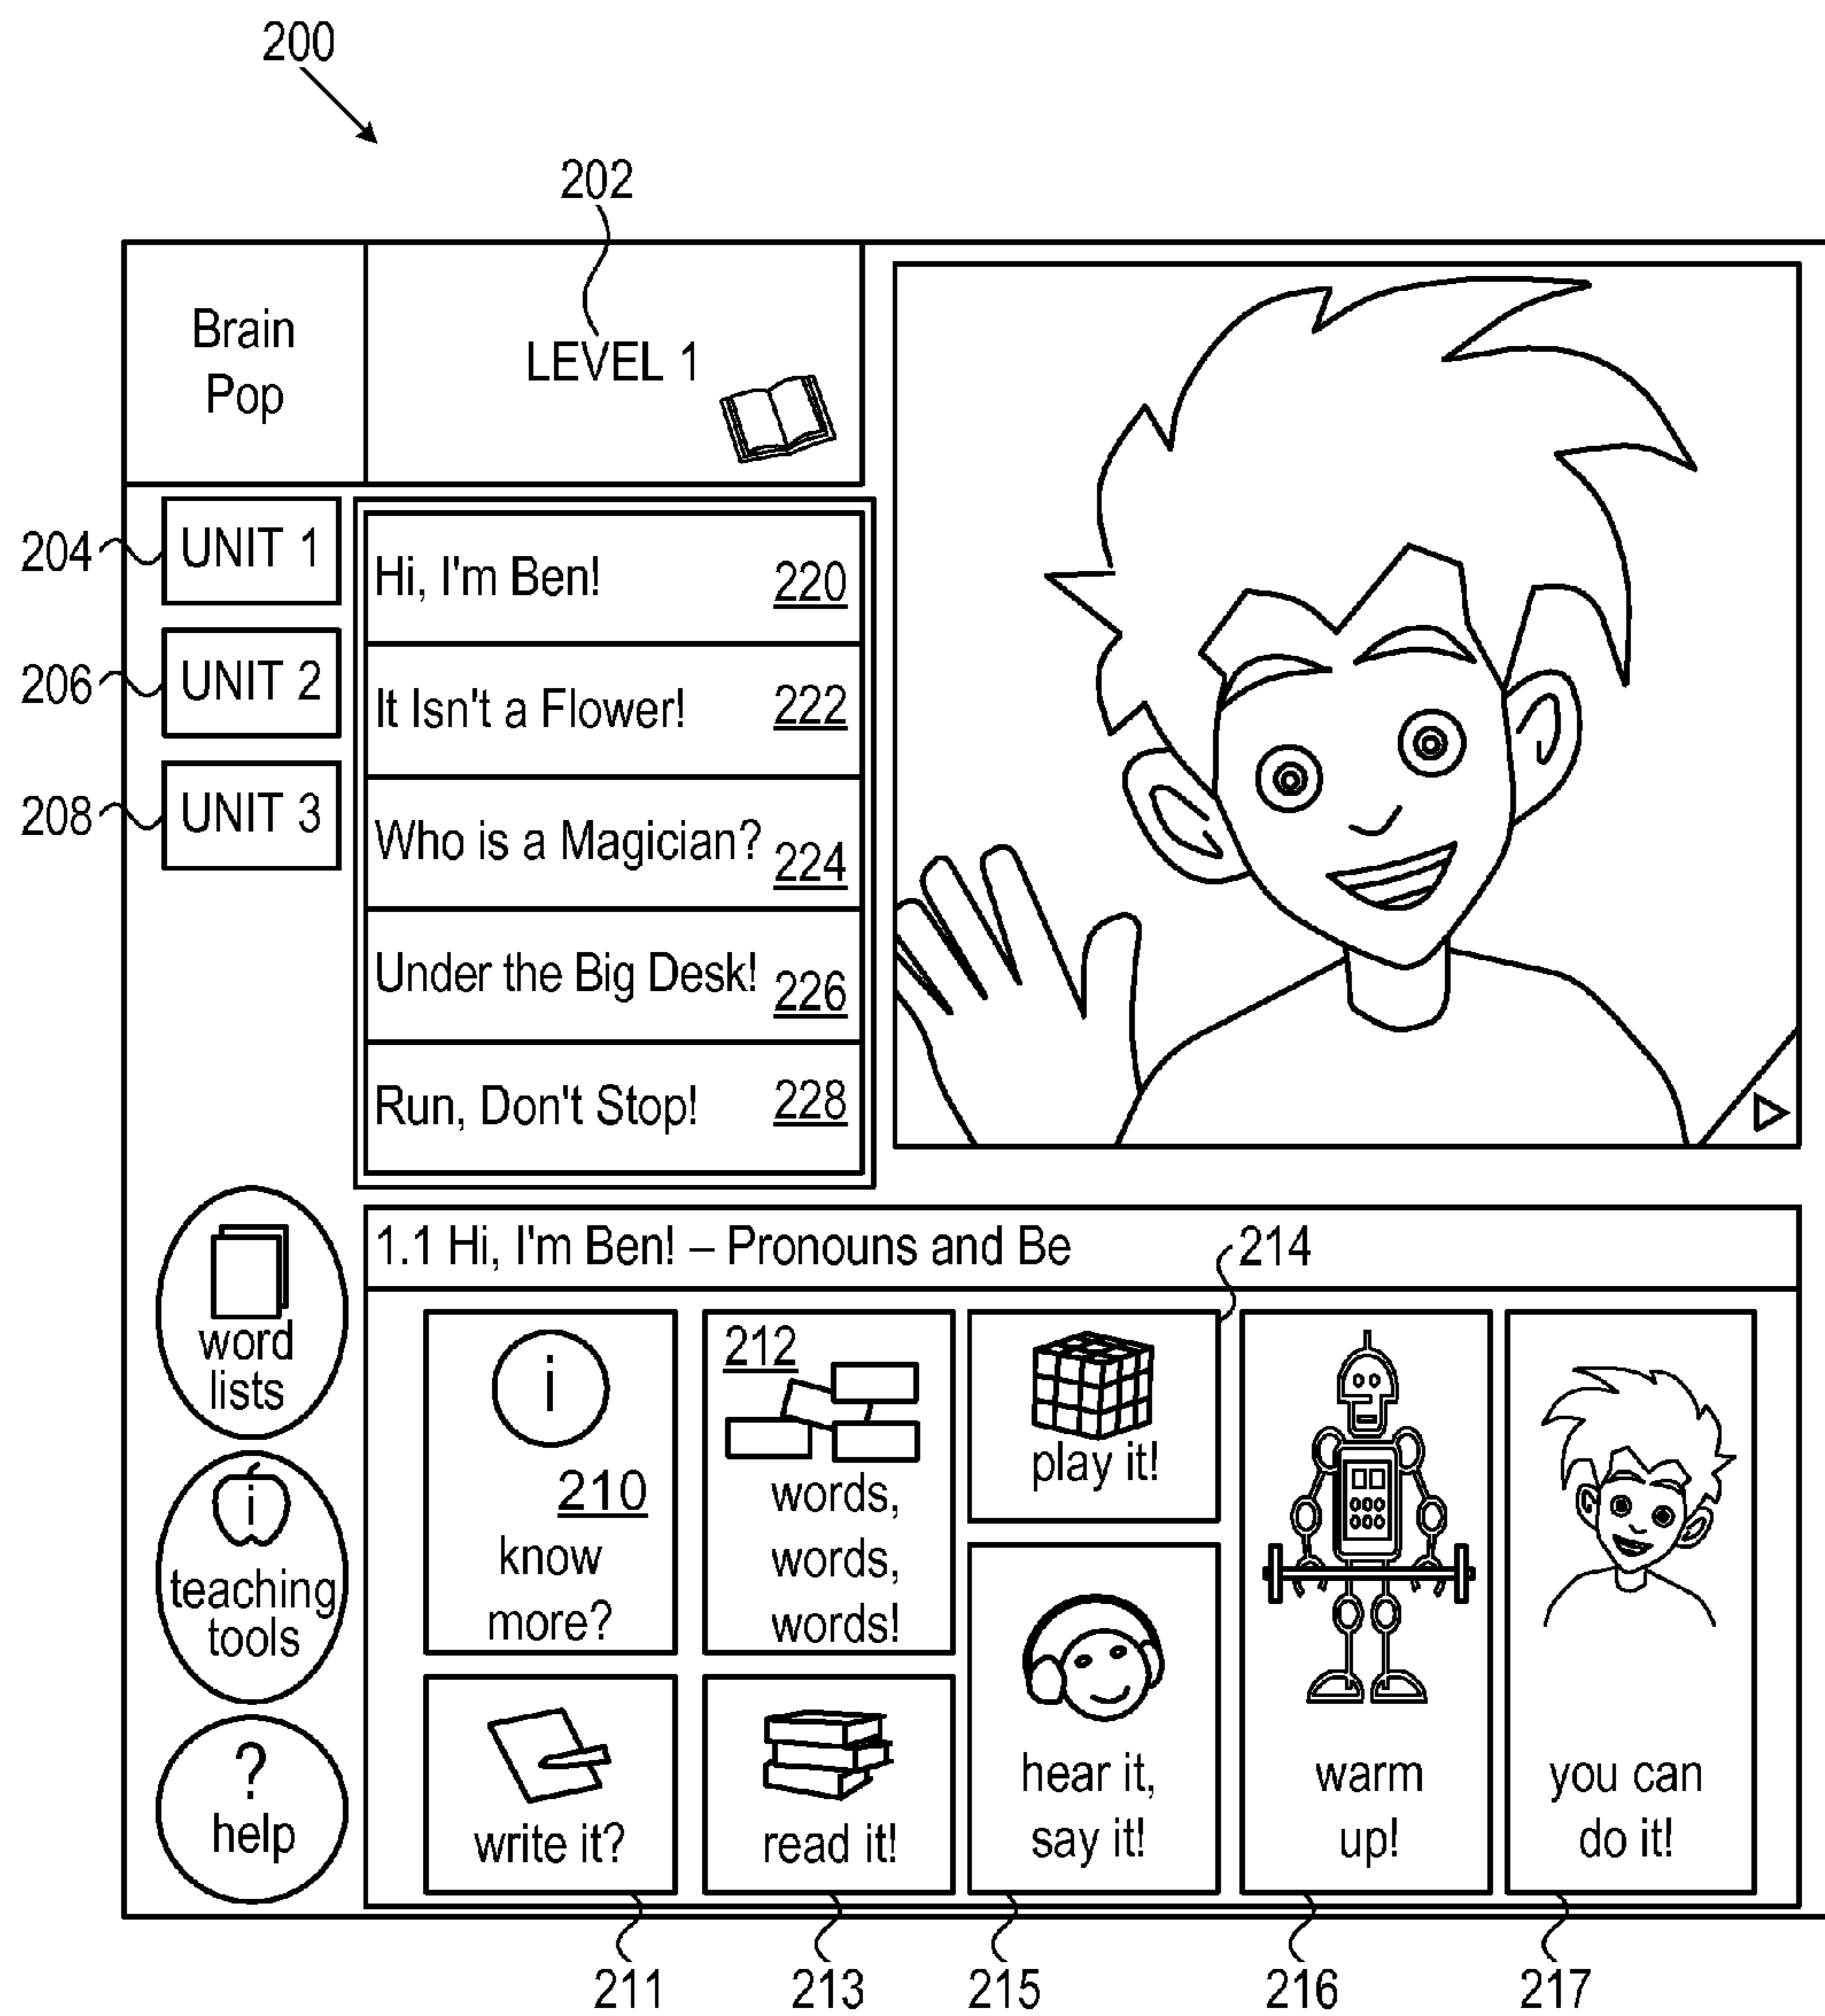 200
202
Brain
Pop
LEVEL 1
204
UNIT 1
206
UNIT 2
208
UNIT 3
Hi, I'm Ben! 220
It Isn't a Flower! 222
Who is a Magician? 224
Under the Big Desk! 226
Run, Don't Stop! 228
word
lists
i
teaching
tools
?
help
1.1 Hi, I'm Ben! – Pronouns and Be
214
i
210
know
more?
212
words,
words,
words!
play it!
hear it,
say it!
warm
up!
you can
do it!
write it?
read it!
211
213
215
216
217